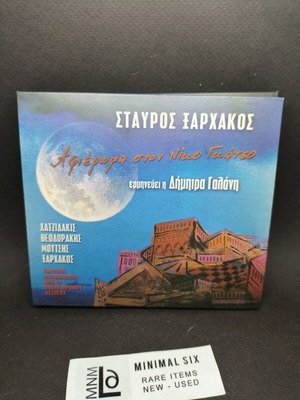 ΣΤΑΥΡΟΣ ΞΑΡΧΑΚΟΣ
Αφιέρωμα στον Νίκο Γκάτσο
ερμηνεύει η Δήμητρα Γαλάνη
ΧΑΤΖΙΔΑΚΙΣ
ΘΕΟΔΩΡΑΚΗΣ
ΜΟΥΤΣΗΣ
ΞΑΡΧΑΚΟΣ
MNM
MINIMAL SIX
RARE ITEMS
NEW - USED